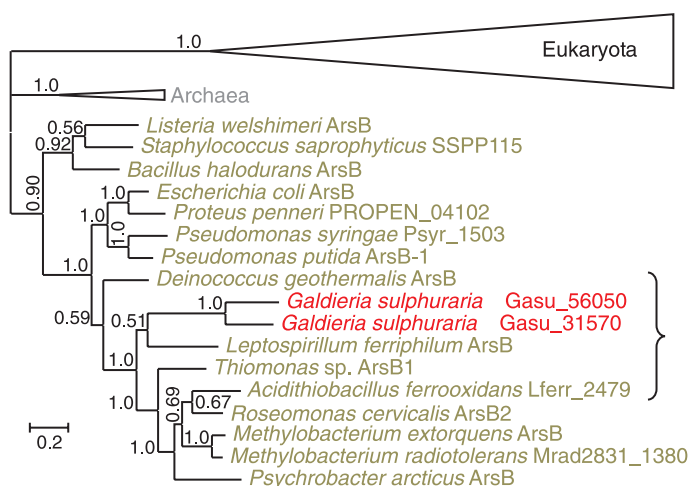 1.0
Eukaryota
1.0
Archaea
0.56
Listeria welshimeri ArsB
0.92
Staphylococcus saprophyticus SSPP115
Bacillus halodurans ArsB
0.90
1.0
Escherichia coli ArsB
1.0
Proteus penneri PROPEN_04102
1.0
Pseudomonas syringae Psyr_1503
Pseudomonas putida ArsB-1
1.0
Deinococcus geothermalis ArsB
1.0
Galdieria sulphuraria Gasu_56050
0.59
0.51
Galdieria sulphuraria Gasu_31570
Leptospirillum ferriphilum ArsB
1.0
Thiomonas sp. ArsB1
Acidithiobacillus ferrooxidans Lferr_2479
0.69
0.67
Roseomonas cervicalis ArsB2
1.0
Methylobacterium extorquens ArsB
0.2
1.0
Methylobacterium radiotolerans Mrad2831_1380
1.0
Psychrobacter arcticus ArsB